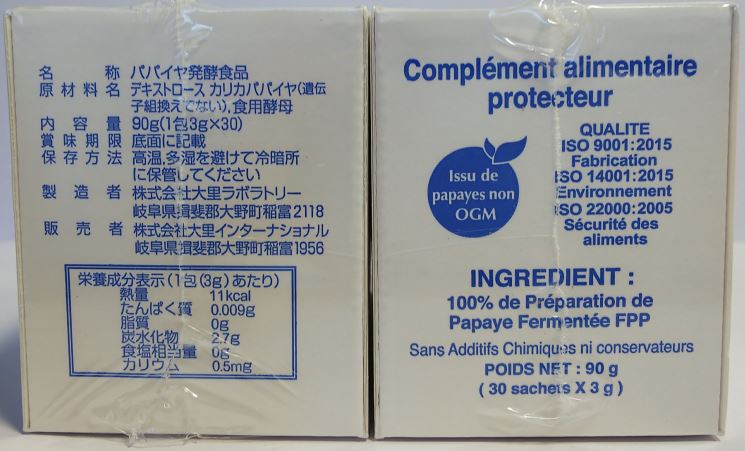 名称 パパイヤ発酵食品
原材料名 デキストロース カリカパパイヤ(遺伝
子組換えでない),食用酵母
内容量 90g(1包3g×30)
賞味期限 底面に記載
保存方法 高温,多湿を避けて冷暗所
に保管してください
製造者 株式会社大里ラボラトリー
岐阜県揖斐郡大野町稲富2118
販売者 株式会社大里インターナショナル
岐阜県揖斐郡大野町稲富1956
栄養成分表示(1包(3g)あたり)
熱量 11kcal
たんぱく質 0.009g
脂質 0g
炭水化物 2.7g
食塩相当量 0g
カリウム 0.5mg
Complément alimentaire
protecteur
Issu de
papayes non
OGM
QUALITE
ISO 9001:2015
Fabrication
ISO 14001:2015
Environnement
ISO 22000:2005
Sécurité des
aliments
INGREDIENT :
100% de Préparation de
Papaye Fermentée FPP
Sans Additifs Chimiques ni conservateurs
POIDS NET : 90 g
( 30 sachets X 3 g )